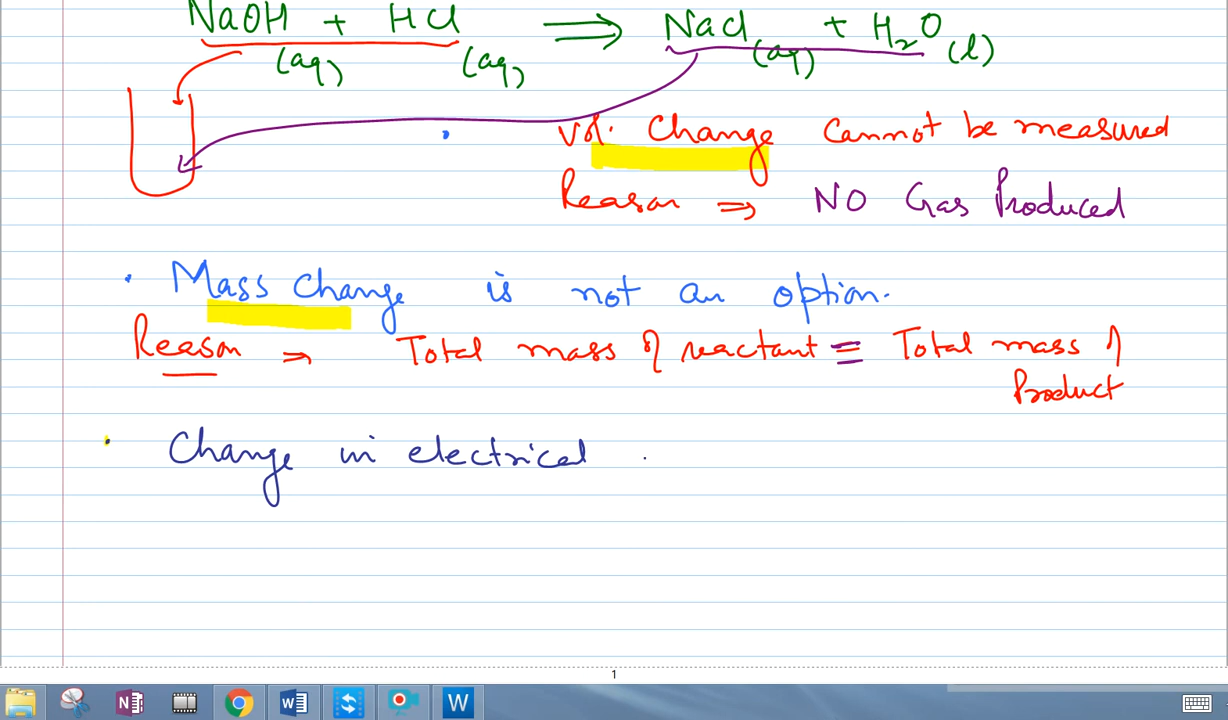 NaOH + HCl ⟹ Nacl + H₂O
(aq) (aq) (aq) (l)
Vol. Change Cannot be measured
Reason ⇒ NO Gas Produced
· Mass Change is not an option.
Reason ⇒ Total mass of reactant = Total mass of
Product
· Change in electrical
1
N W W